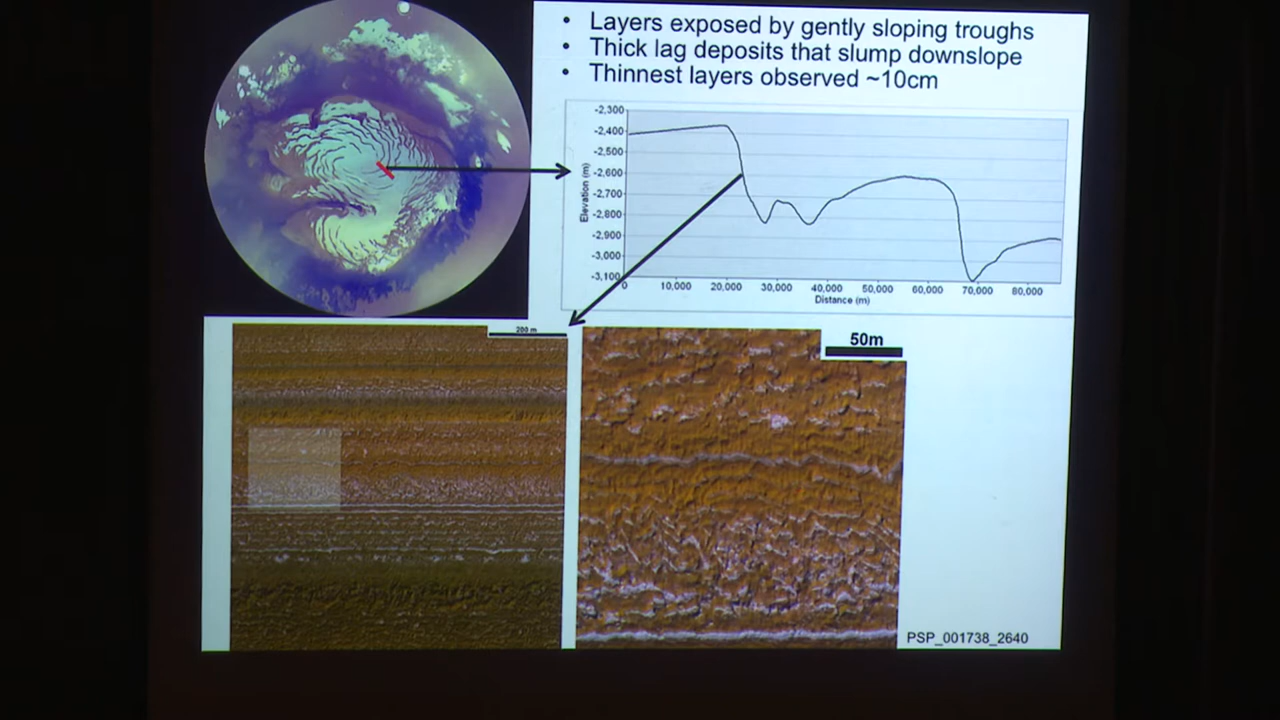 • Layers exposed by gently sloping troughs
• Thick lag deposits that slump downslope
• Thinnest layers observed ~10cm
-2,300
-2,400
-2,500
-2,600
-2,700
-2,800
-2,900
-3,000
-3,100
Elevation (m)
0 10,000 20,000 30,000 40,000 50,000 60,000 70,000 80,000
Distance (m)
200 m
50m
PSP_001738_2640